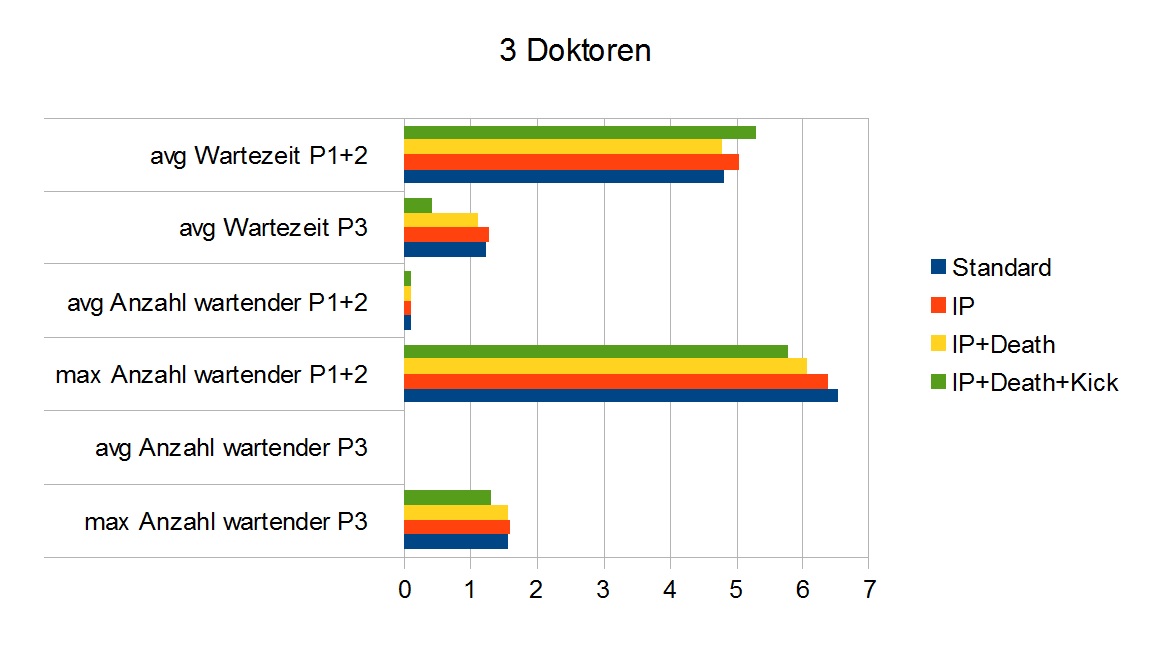 3 Doktoren
avg Wartezeit P1+2
avg Wartezeit P3
avg Anzahl wartender P1+2
max Anzahl wartender P1+2
avg Anzahl wartender P3
max Anzahl wartender P3
0 1 2 3 4 5 6 7
Standard
IP
IP+Death
IP+Death+Kick